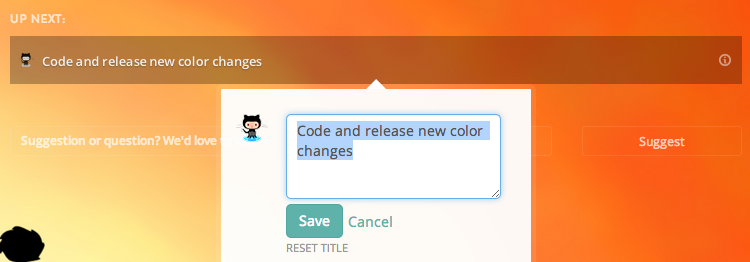 UP NEXT:
Code and release new color changes
Code and release new color
changes
Suggestion or question? We'd love
Suggest
Save Cancel
RESET TITLE